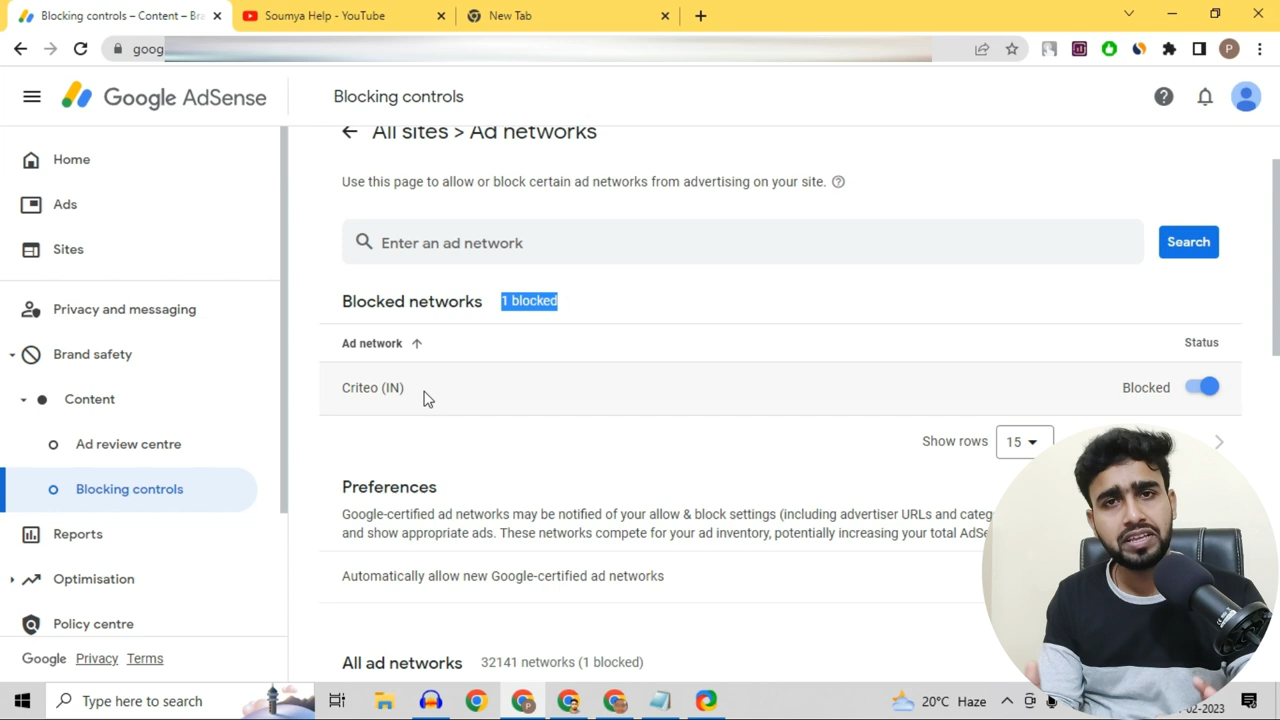 Blocking controls – Content – Bra
Soumya Help - YouTube
New Tab
goog
P
Google AdSense
Blocking controls
All sites > Ad networks
Home
Use this page to allow or block certain ad networks from advertising on your site.
Ads
Enter an ad network
Search
Sites
Blocked networks 1 blocked
Privacy and messaging
Ad network
Status
Brand safety
Criteo (IN)
Blocked
Content
Show rows 15
Ad review centre
Preferences
Blocking controls
Google-certified ad networks may be notified of your allow & block settings (including advertiser URLs and categ
and show appropriate ads. These networks compete for your ad inventory, potentially increasing your total AdSe
Reports
Optimisation
Automatically allow new Google-certified ad networks
Policy centre
Google Privacy Terms
All ad networks 32141 networks (1 blocked)
Type here to search
20°C Haze
-02-2023